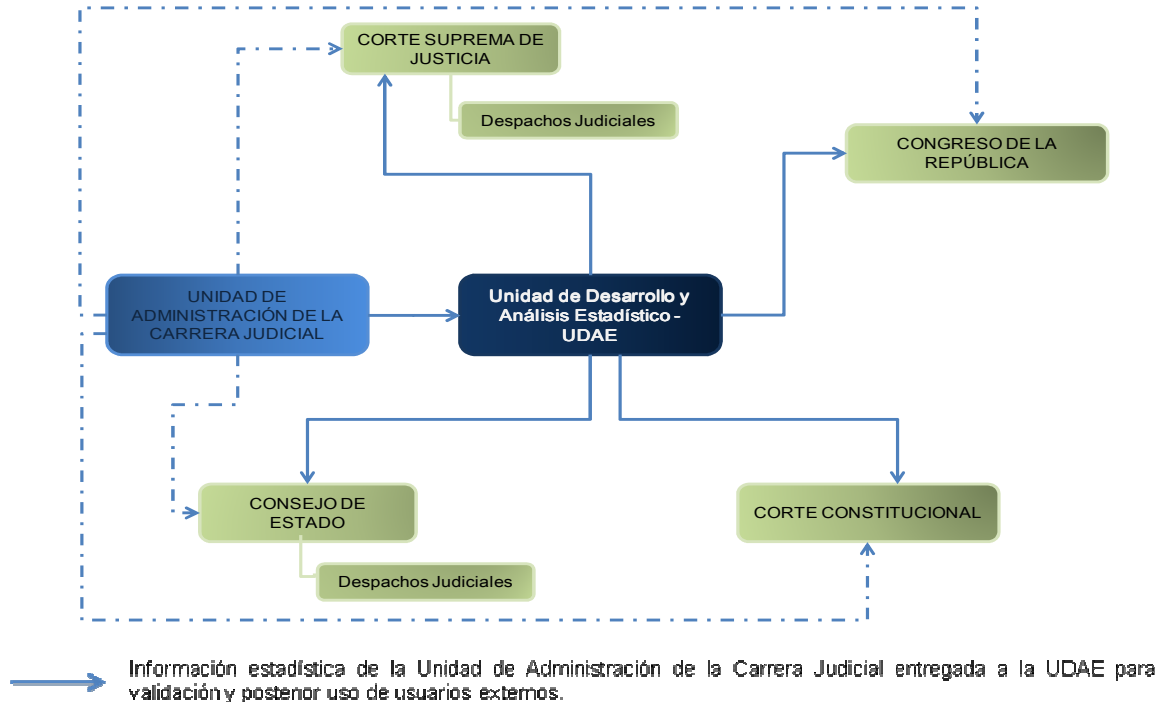 CORTE SUPREMA DE
JUSTICIA
Despachos Judiciales
CONGRESO DE LA
REPÚBLICA
UNIDAD DE
ADMINISTRACIÓN DE LA
CARRERA JUDICIAL
Unidad de Desarrollo y
Análisis Estadístico -
UDAE
CONSEJO DE
ESTADO
CORTE CONSTITUCIONAL
Despachos Judiciales
Información estadística de la Unidad de Administración de la Carrera Judicial entregada a la UDAE para
validación y posterior uso de usuarios externos.